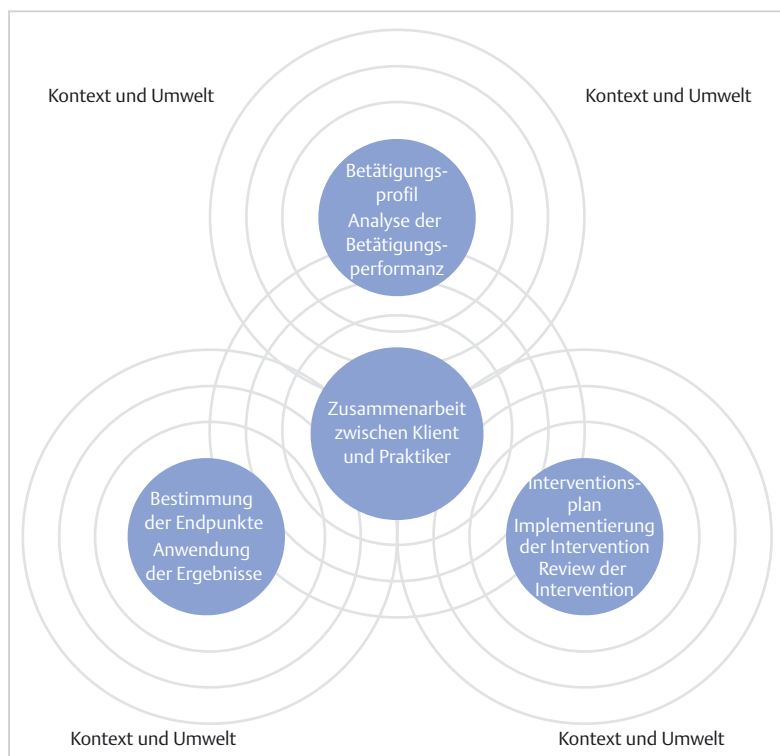 Kontext und Umwelt
Kontext und Umwelt
Betätigungs-
profil
Analyse der
Betätigungs-
performanz
Zusammenarbeit
zwischen Klient
und Praktiker
Bestimmung
der Endpunkte
Anwendung
der Ergebnisse
Interventions-
plan
Implementierung
der Intervention
Review der
Intervention
Kontext und Umwelt
Kontext und Umwelt